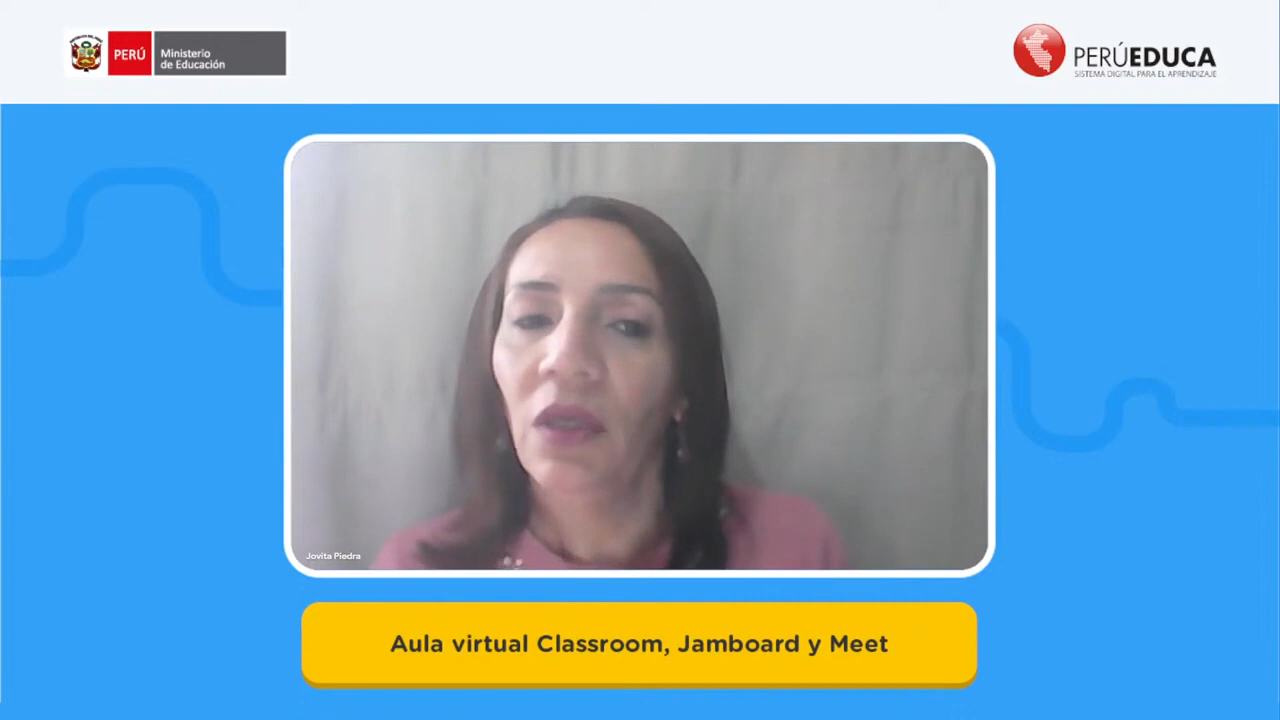 PERÚ
Ministerio
de Educación
PERÚEDUCA
SISTEMA DIGITAL PARA EL APRENDIZAJE
Jovita Piedra
Aula virtual Classroom, Jamboard y Meet